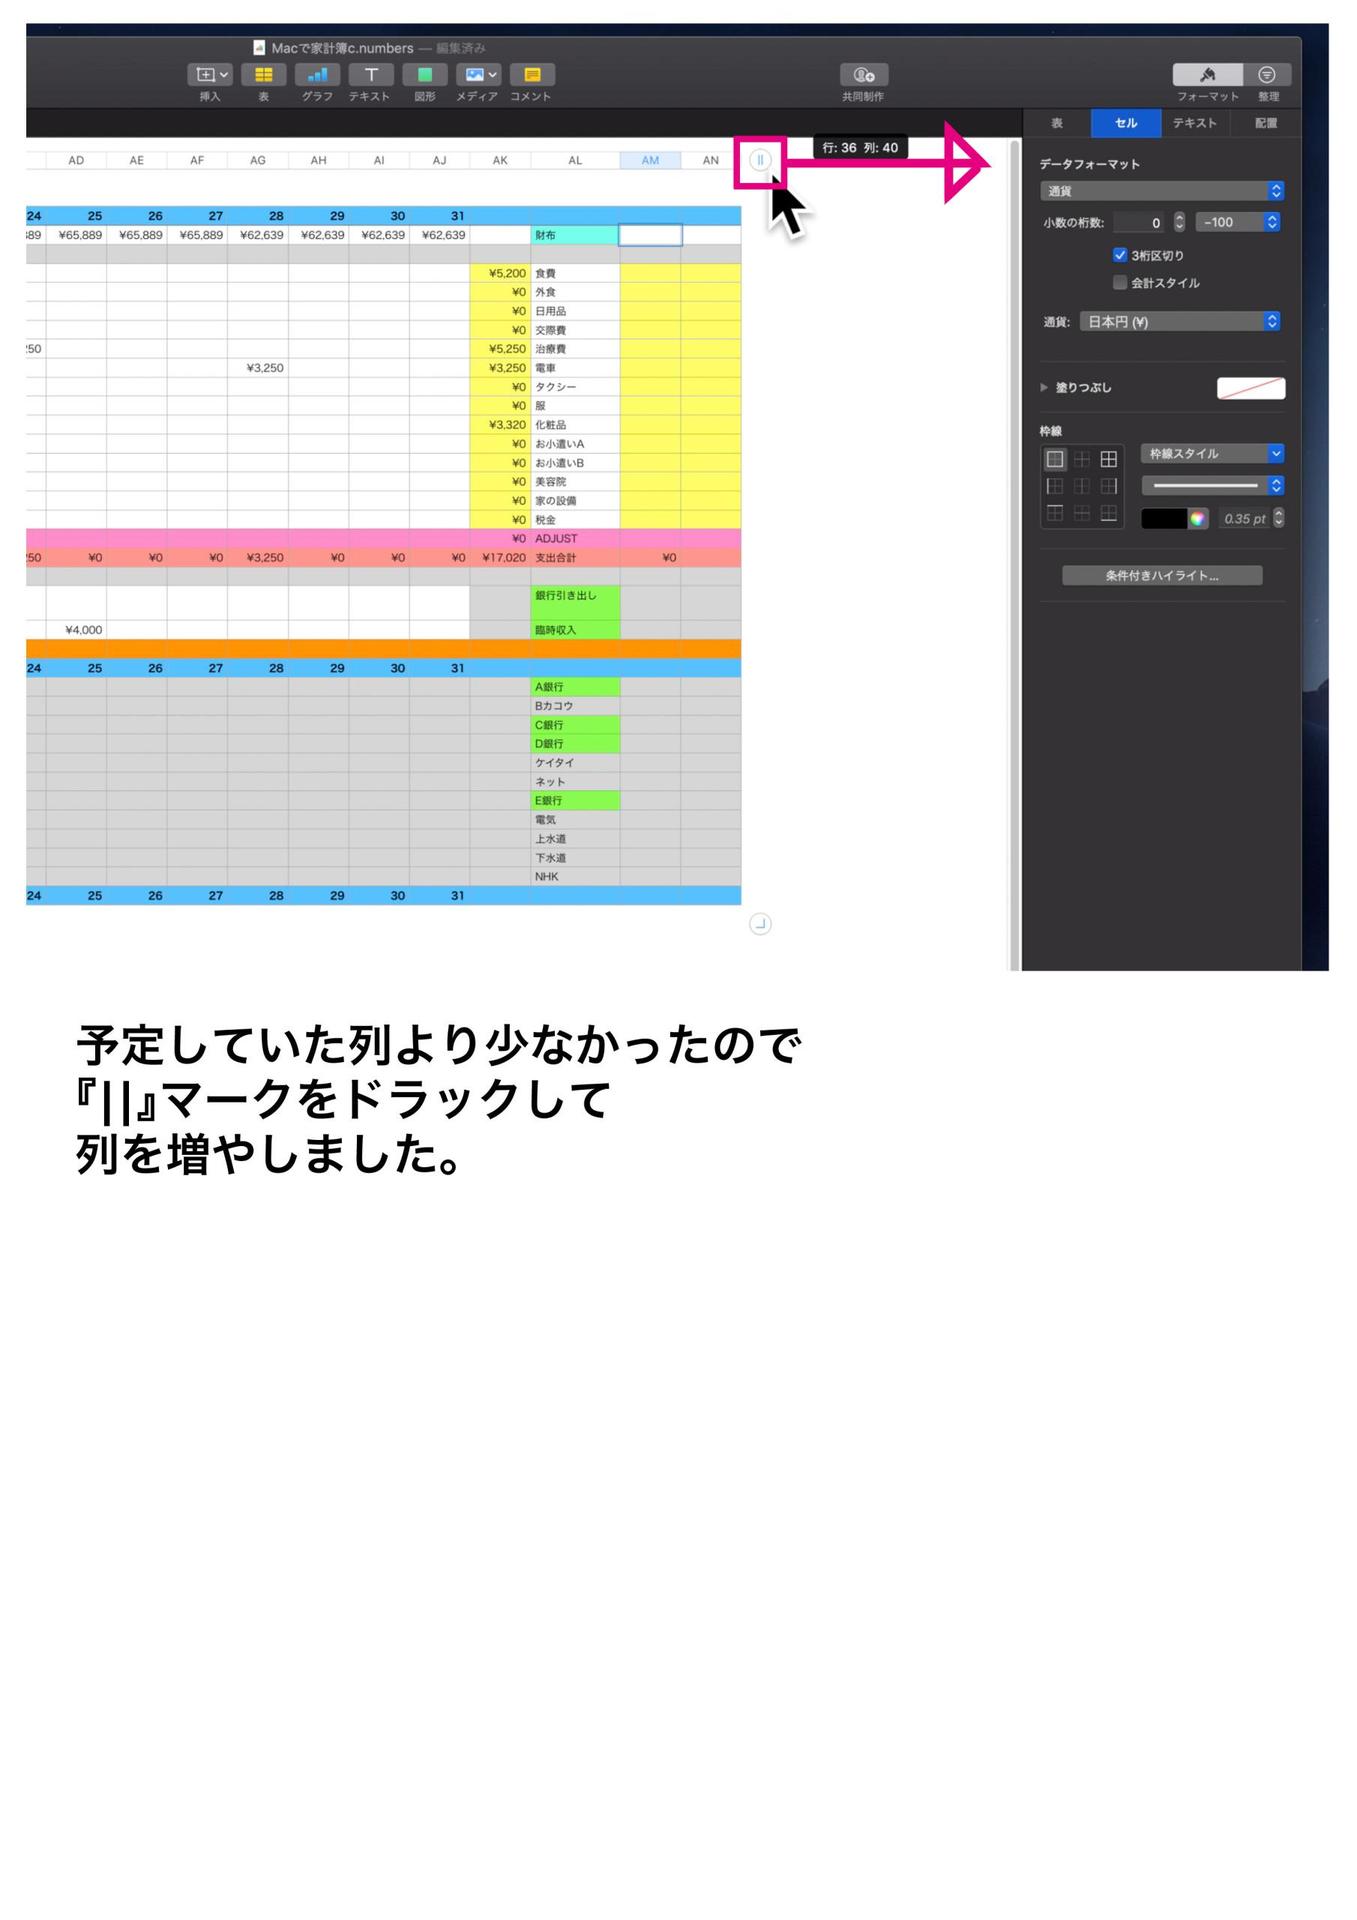 Macで家計簿c.numbers — 編集済み
挿入 表 グラフ テキスト 図形 メディア コメント 共同制作 フォーマット 整理
表 セル テキスト 配置
AD AE AF AG AH AI AJ AK AL AM AN
行: 36 列: 40
24 25 26 27 28 29 30 31
889 ¥65,889 ¥65,889 ¥65,889 ¥62,639 ¥62,639 ¥62,639 ¥62,639 財布
¥5,200 食費
¥0 外食
¥0 日用品
¥0 交際費
250 ¥5,250 治療費
¥3,250 ¥3,250 電車
¥0 タクシー
¥0 服
¥3,320 化粧品
¥0 お小遣いA
¥0 お小遣いB
¥0 美容院
¥0 家の設備
¥0 税金
¥0 ADJUST
250 ¥0 ¥0 ¥0 ¥3,250 ¥0 ¥0 ¥0 ¥17,020 支出合計 ¥0
銀行引き出し
¥4,000 臨時収入
24 25 26 27 28 29 30 31
A銀行
Bカコウ
C銀行
D銀行
ケイタイ
ネット
E銀行
電気
上水道
下水道
NHK
24 25 26 27 28 29 30 31
データフォーマット
通貨
小数の桁数: 0 -100
3桁区切り
会計スタイル
通貨: 日本円 (¥)
塗りつぶし
枠線
枠線スタイル
0.35 pt
条件付きハイライト...
予定していた列より少なかったので
『||』マークをドラックして
列を増やしました。